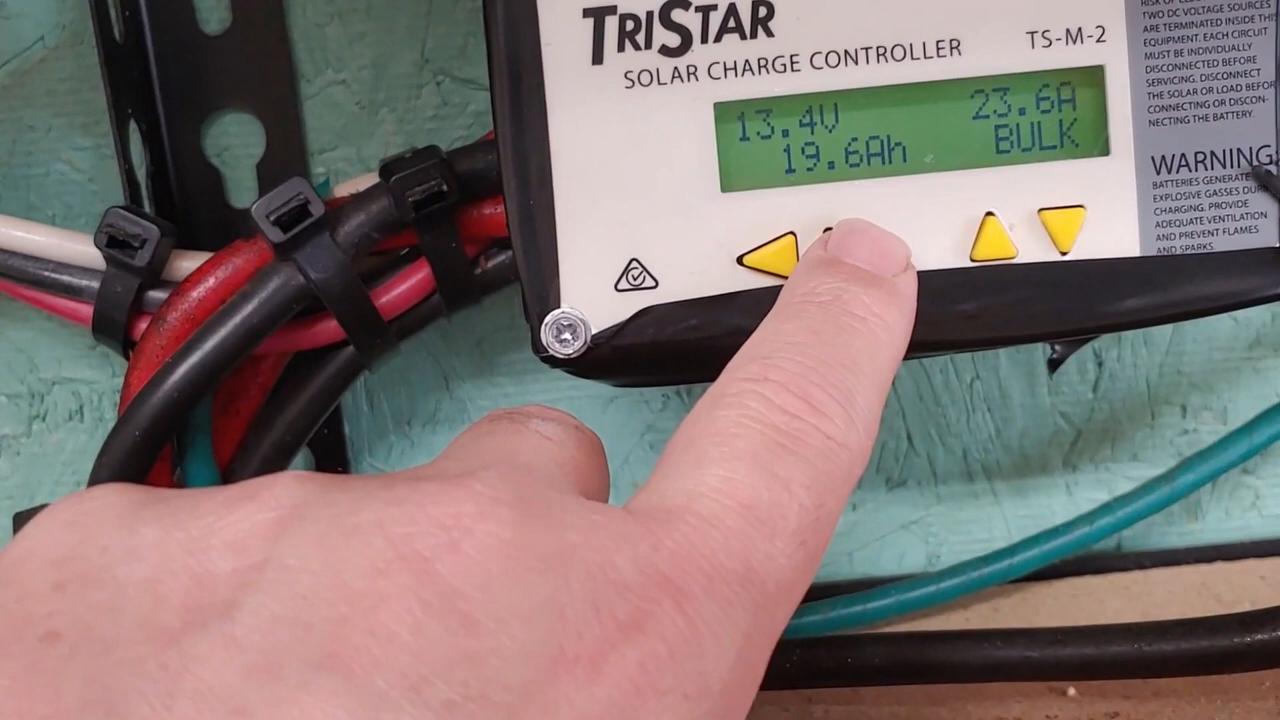 TRISTAR
SOLAR CHARGE CONTROLLER
TS-M-2
13.4V 23.6A
19.6Ah BULK
TWO DC VOLTAGE SOURCES
ARE TERMINATED INSIDE THIS
EQUIPMENT. EACH CIRCUIT
MUST BE INDIVIDUALLY
DISCONNECTED BEFORE
SERVICING. DISCONNECT
THE SOLAR OR LOAD BEFOR
CONNECTING OR DISCON-
NECTING THE BATTERY.
WARNING:
BATTERIES GENERATE
EXPLOSIVE GASSES DURI
CHARGING. PROVIDE
ADEQUATE VENTILATION
AND PREVENT FLAMES
AND SPARKS.